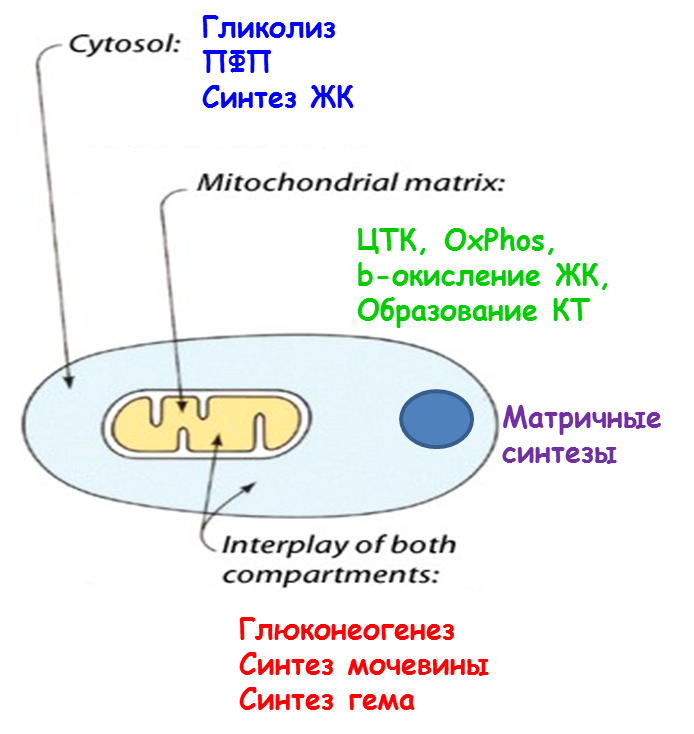 Cytosol: Гликолиз
ПФП
Синтез ЖК
Mitochondrial matrix:
ЦТК, OxPhos,
b-окисление ЖК,
Образование КТ
Матричные
синтезы
Interplay of both
compartments:
Глюконеогенез
Синтез мочевины
Синтез гема